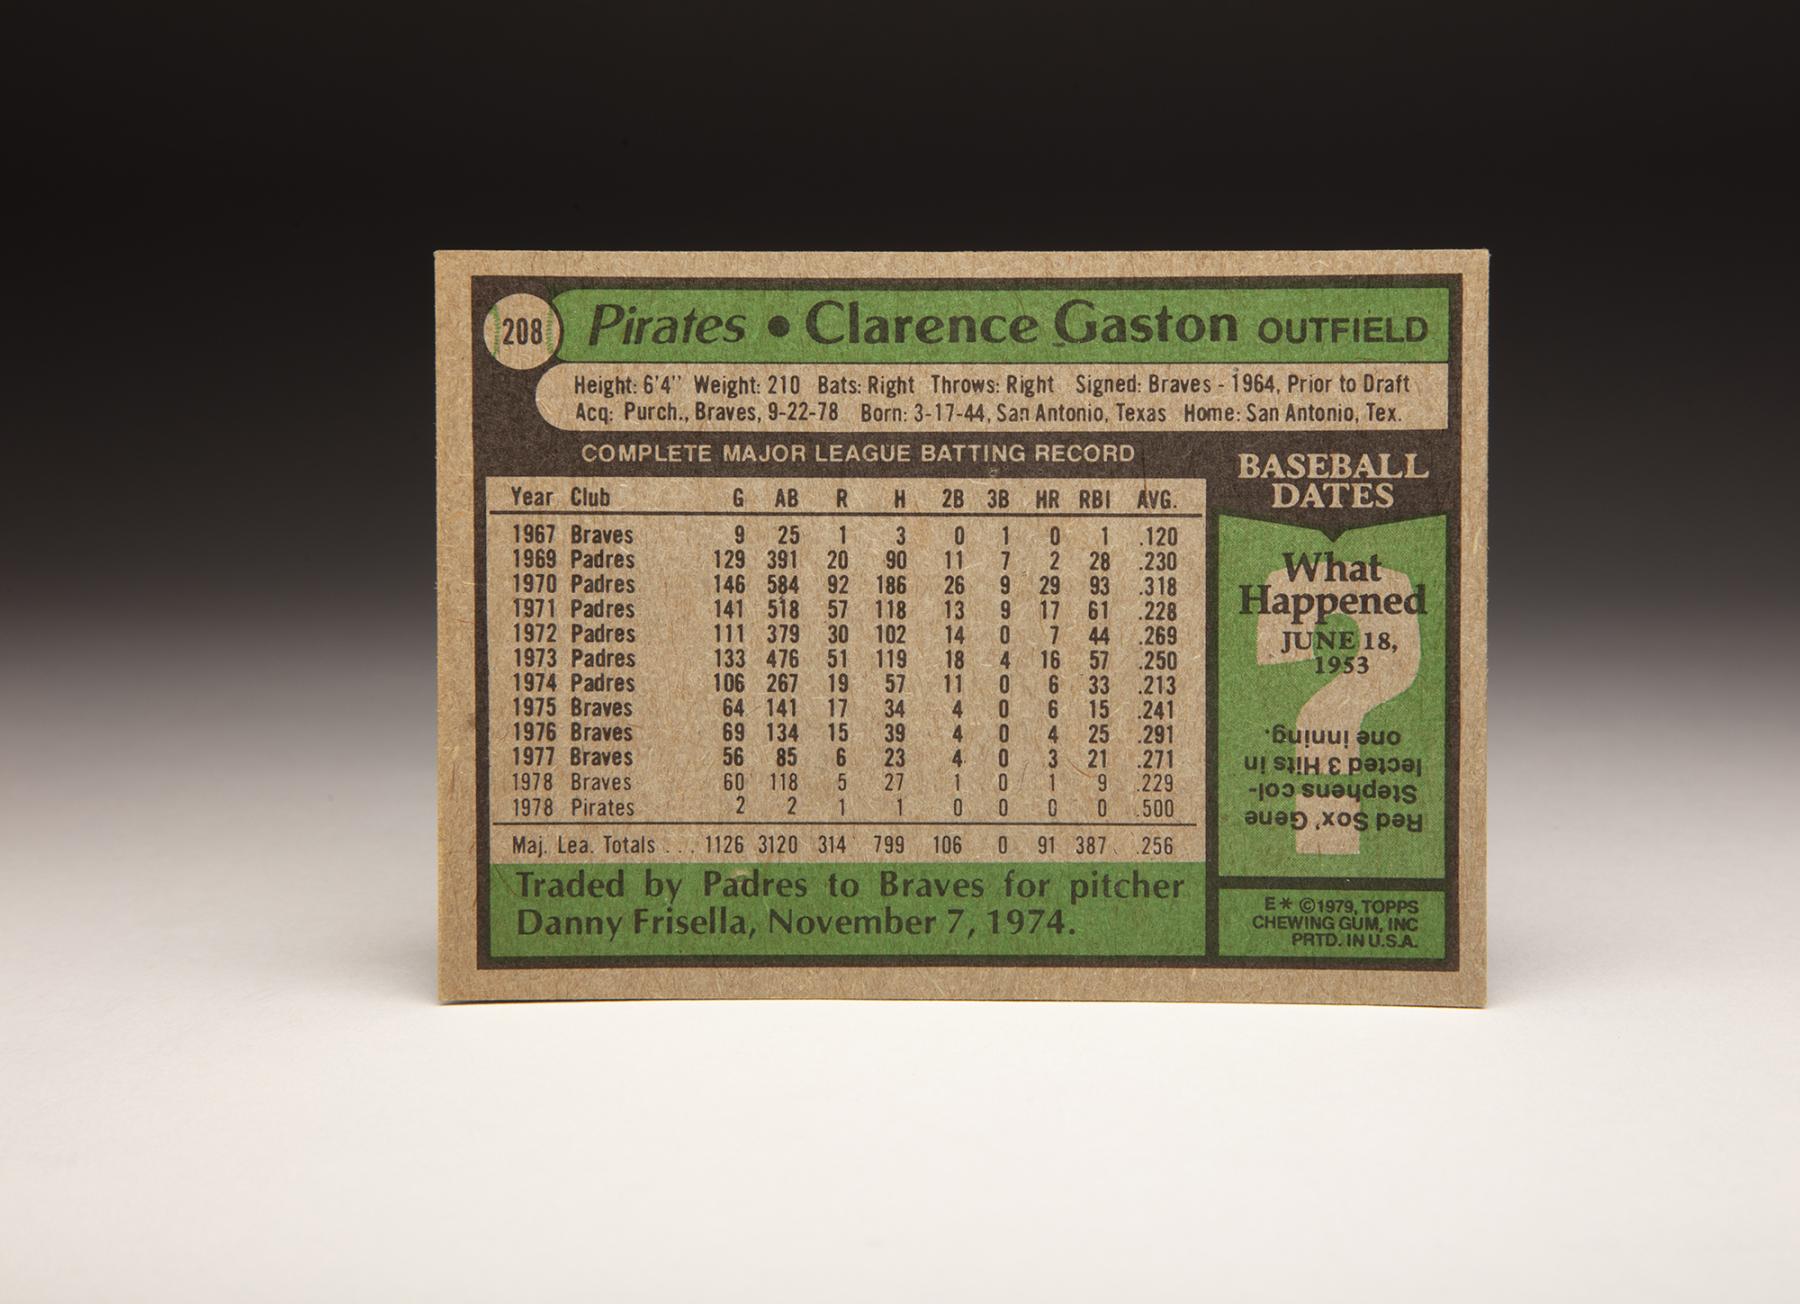 208 Pirates • Clarence Gaston OUTFIELD
Height: 6'4" Weight: 210 Bats: Right Throws: Right Signed: Braves - 1964, Prior to Draft
Acq: Purch., Braves, 9-22-78 Born: 3-17-44, San Antonio, Texas Home: San Antonio, Tex.
COMPLETE MAJOR LEAGUE BATTING RECORD
Year Club G AB R H 2B 3B HR RBI AVG.
1967 Braves 9 25 1 3 0 1 0 1 .120
1969 Padres 129 391 20 90 11 7 2 28 .230
1970 Padres 146 584 92 186 26 9 29 93 .318
1971 Padres 141 518 57 118 13 9 17 61 .228
1972 Padres 111 379 30 102 14 0 7 44 .269
1973 Padres 133 476 51 119 18 4 16 57 .250
1974 Padres 106 267 19 57 11 0 6 33 .213
1975 Braves 64 141 17 34 4 0 6 15 .241
1976 Braves 69 134 15 39 4 0 4 25 .291
1977 Braves 56 85 6 23 4 0 3 21 .271
1978 Braves 60 118 5 27 1 0 1 9 .229
1978 Pirates 2 2 1 1 0 0 0 0 .500
Maj. Lea. Totals ... 1126 3120 314 799 106 0 91 387 .256
Traded by Padres to Braves for pitcher
Danny Frisella, November 7, 1974.
BASEBALL
DATES
What
Happened
JUNE 18,
1953
?
Red Sox' Gene
Stephens col-
lected 3 Hits in
one inning.
E* ©1979, TOPPS
CHEWING GUM, INC
PRTD. IN U.S.A.